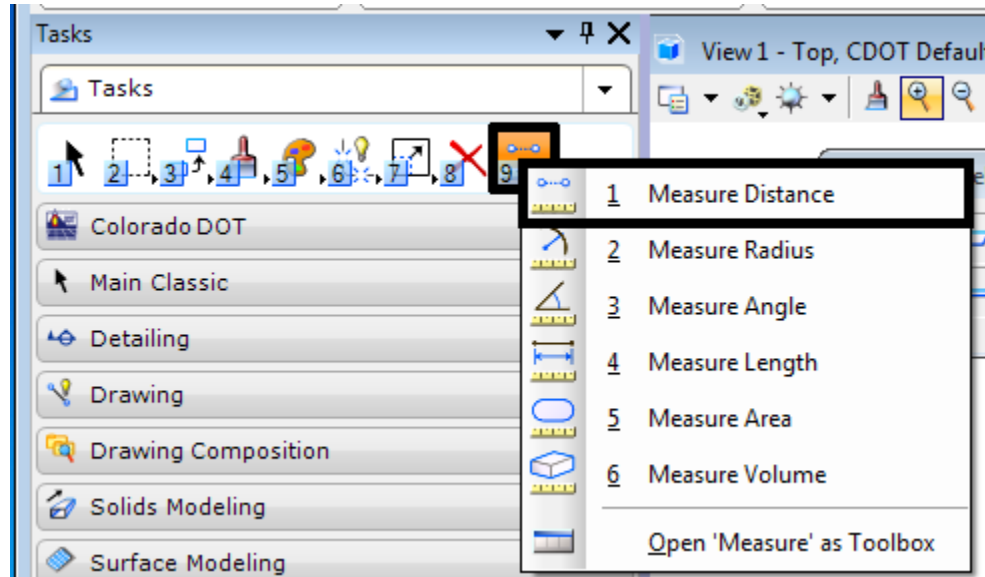 Tasks
View 1 - Top, CDOT Default
Tasks
1 2 3 4 5 6 7 8 9
1 Measure Distance
Colorado DOT
2 Measure Radius
Main Classic
3 Measure Angle
Detailing
4 Measure Length
Drawing
5 Measure Area
Drawing Composition
6 Measure Volume
Solids Modeling
Open 'Measure' as Toolbox
Surface Modeling